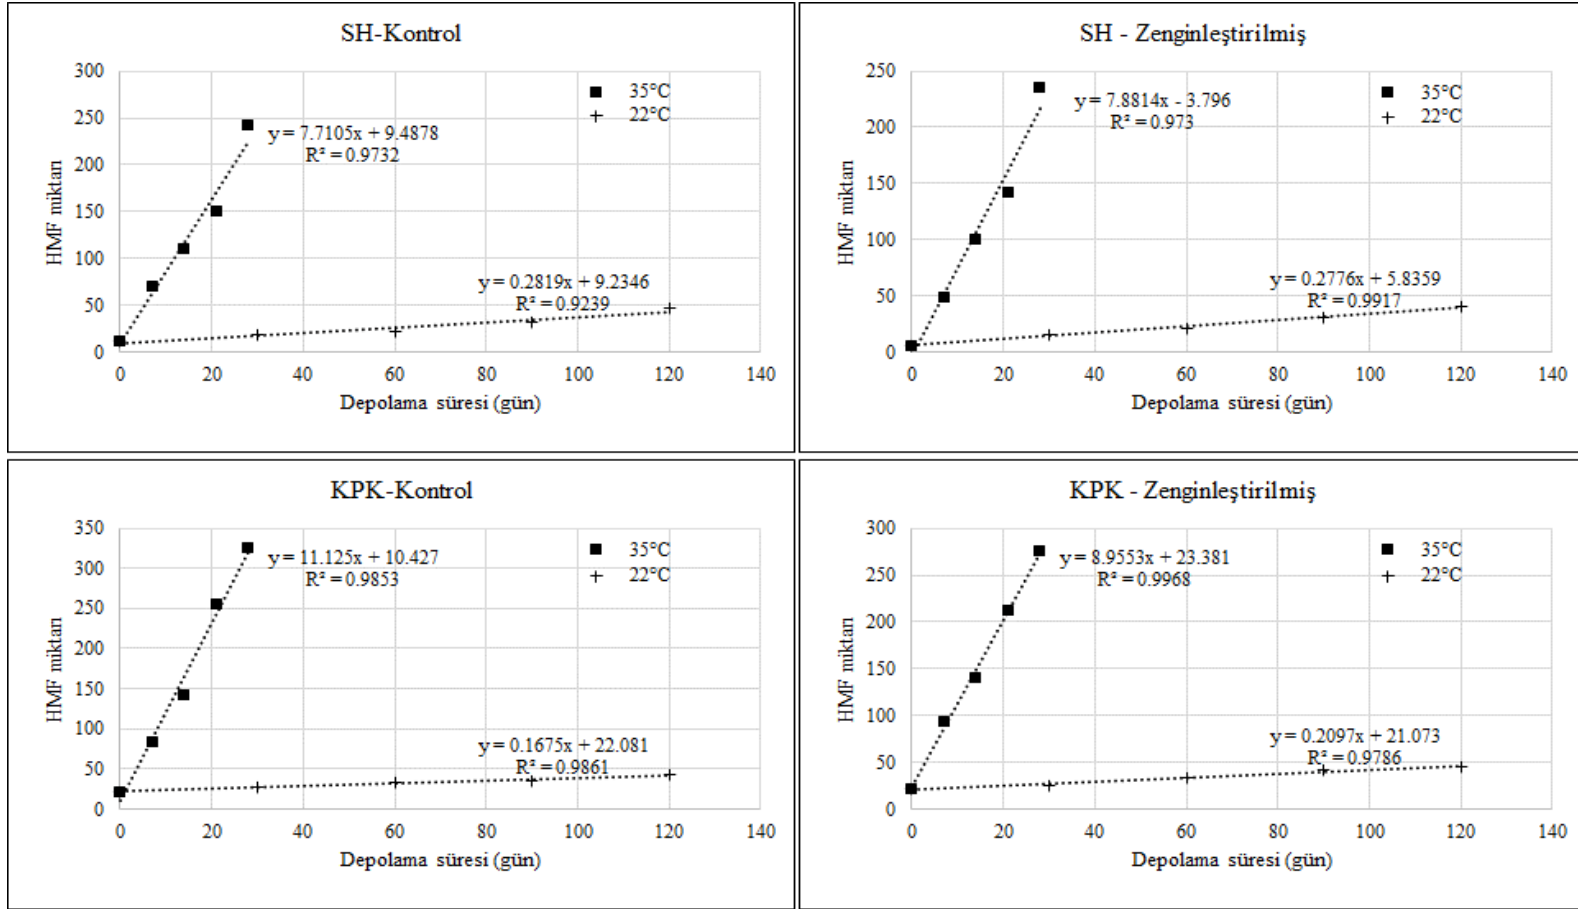 SH-Kontrol
300
250
200
150
100
50
0
HMF miktarı
35°C
22°C
y = 7.7105x + 9.4878
R² = 0.9732
y = 0.2819x + 9.2346
R² = 0.9239
0 20 40 60 80 100 120 140
Depolama süresi (gün)
SH - Zenginleştirilmiş
250
200
150
100
50
0
HMF miktarı
35°C
22°C
y = 7.8814x - 3.796
R² = 0.973
y = 0.2776x + 5.8359
R² = 0.9917
0 20 40 60 80 100 120 140
Depolama süresi (gün)
KPK-Kontrol
350
300
250
200
150
100
50
0
HMF miktarı
35°C
22°C
y = 11.125x + 10.427
R² = 0.9853
y = 0.1675x + 22.081
R² = 0.9861
0 20 40 60 80 100 120 140
Depolama süresi (gün)
KPK - Zenginleştirilmiş
300
250
200
150
100
50
0
HMF miktarı
35°C
22°C
y = 8.9553x + 23.381
R² = 0.9968
y = 0.2097x + 21.073
R² = 0.9786
0 20 40 60 80 100 120 140
Depolama süresi (gün)